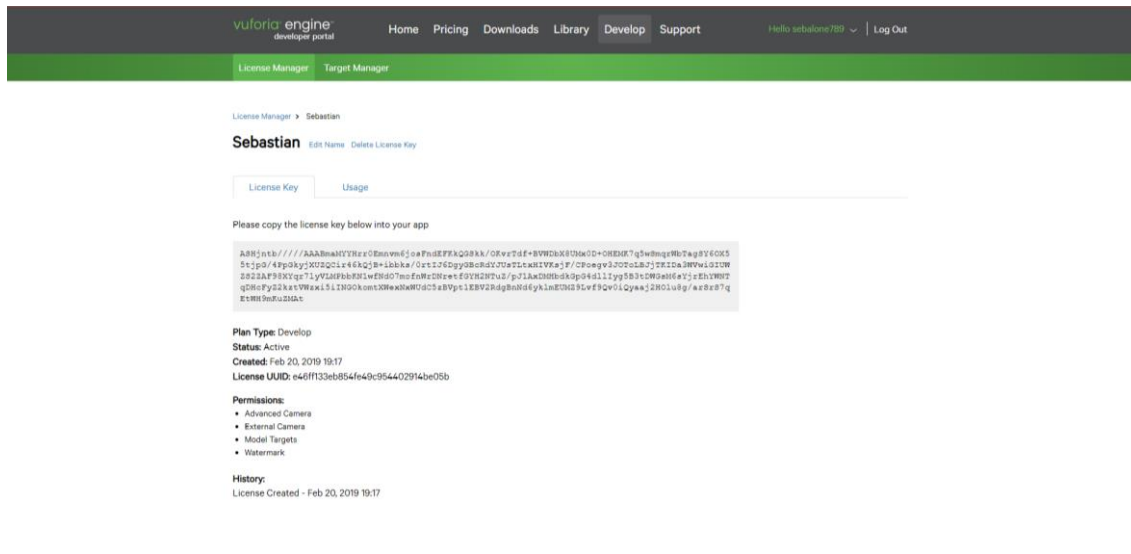 vuforia engine
developer portal
Home Pricing Downloads Library Develop Support
Hello sebalone789 Log Out
License Manager Target Manager
License Manager > Sebastian
Sebastian Edit Name Delete License Key
License Key Usage
Please copy the license key below into your app
Plan Type: Develop
Status: Active
Created: Feb 20, 2019 19:17
License UUID: e46ff133eb854fe49c954402914be05b
Permissions:
• Advanced Camera
• External Camera
• Model Targets
• Watermark
History:
License Created - Feb 20, 2019 19:17